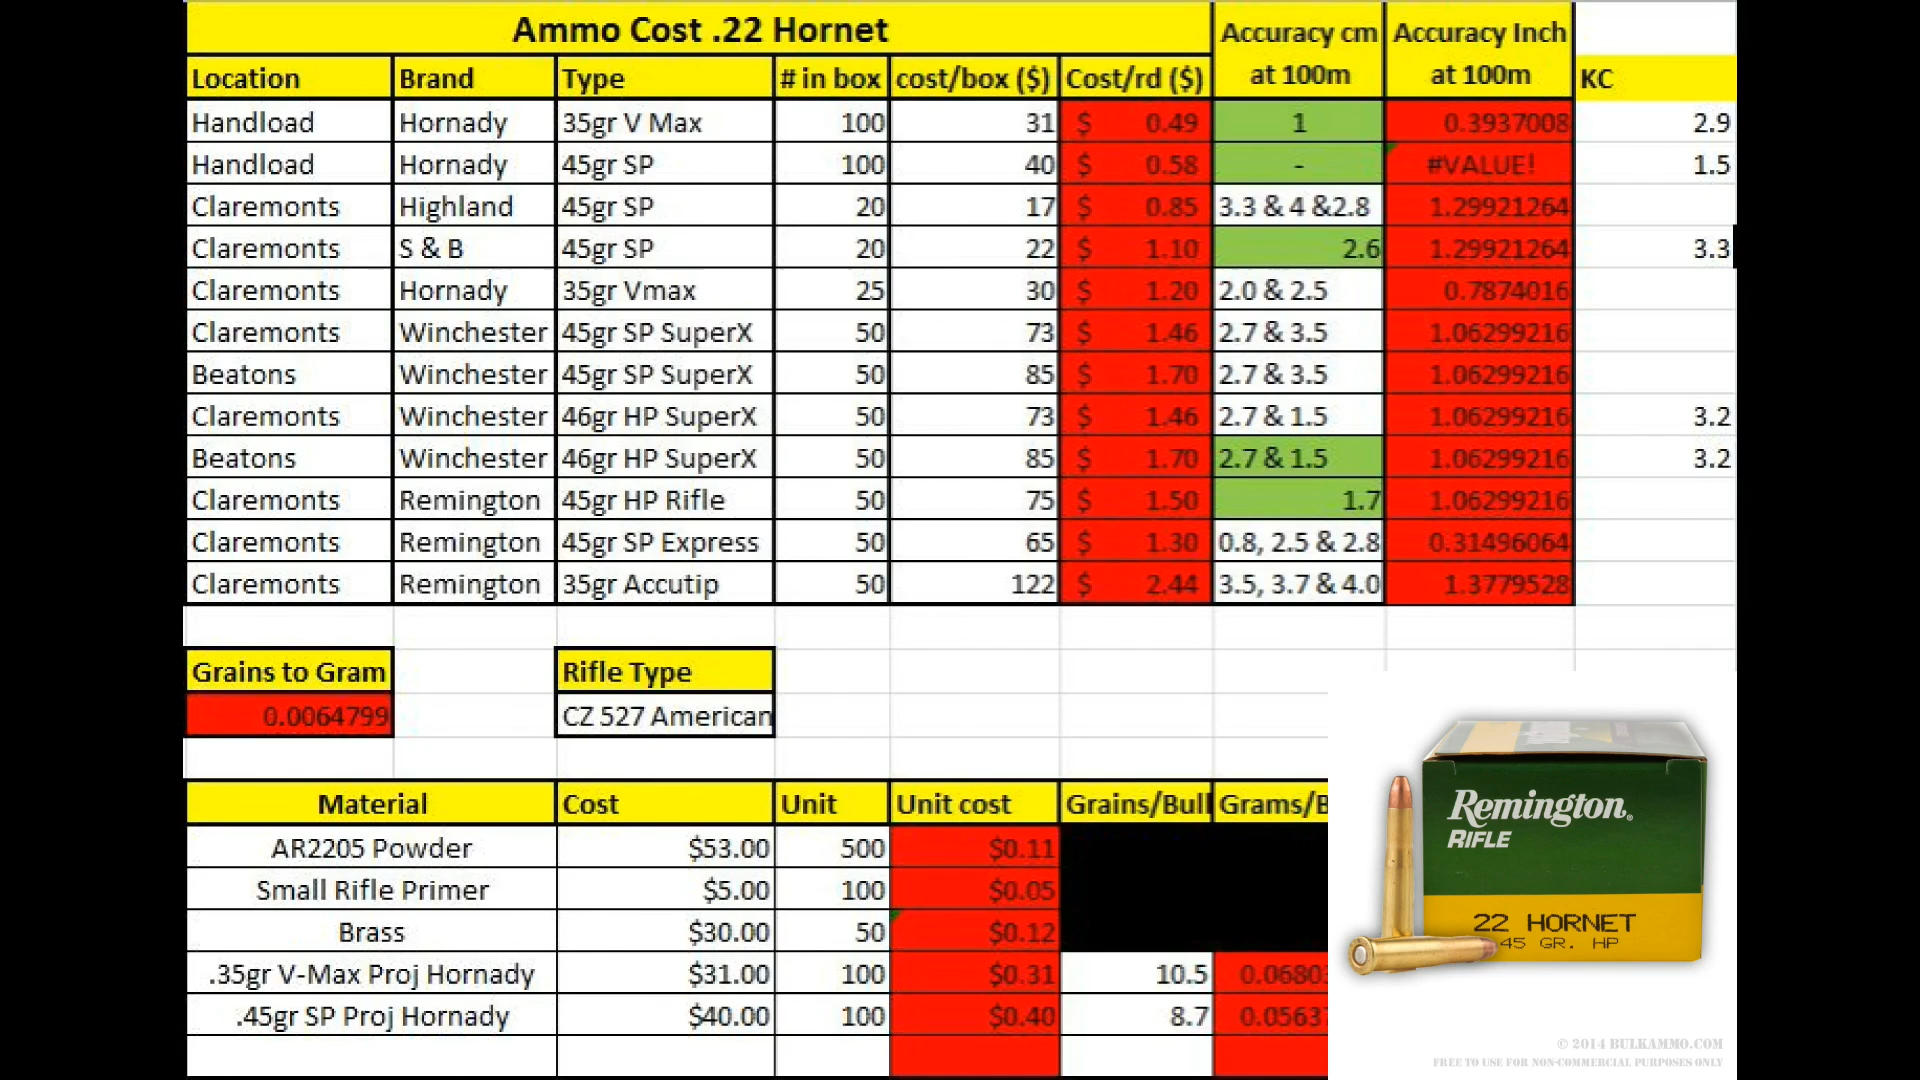 Ammo Cost .22 Hornet Accuracy cm at 100m Accuracy Inch at 100m
Location Brand Type # in box cost/box ($) Cost/rd ($) KC
Handload Hornady 35gr V Max 100 31 $ 0.49 1 0.3937008 2.9
Handload Hornady 45gr SP 100 40 $ 0.58 - #VALUE! 1.5
Claremonts Highland 45gr SP 20 17 $ 0.85 3.3 & 4 &2.8 1.29921264
Claremonts S & B 45gr SP 20 22 $ 1.10 2.6 1.29921264 3.3
Claremonts Hornady 35gr Vmax 25 30 $ 1.20 2.0 & 2.5 0.7874016
Claremonts Winchester 45gr SP SuperX 50 73 $ 1.46 2.7 & 3.5 1.06299216
Beatons Winchester 45gr SP SuperX 50 85 $ 1.70 2.7 & 3.5 1.06299216
Claremonts Winchester 46gr HP SuperX 50 73 $ 1.46 2.7 & 1.5 1.06299216 3.2
Beatons Winchester 46gr HP SuperX 50 85 $ 1.70 2.7 & 1.5 1.06299216 3.2
Claremonts Remington 45gr HP Rifle 50 75 $ 1.50 1.7 1.06299216
Claremonts Remington 45gr SP Express 50 65 $ 1.30 0.8, 2.5 & 2.8 0.31496064
Claremonts Remington 35gr Accutip 50 122 $ 2.44 3.5, 3.7 & 4.0 1.3779528
Grains to Gram Rifle Type
0.0064799 CZ 527 American
Material Cost Unit Unit cost Grains/Bull Grams/B
AR2205 Powder $53.00 500 $0.11
Small Rifle Primer $5.00 100 $0.05
Brass $30.00 50 $0.12
.35gr V-Max Proj Hornady $31.00 100 $0.31 10.5 0.0680
.45gr SP Proj Hornady $40.00 100 $0.40 8.7 0.0563
Remington.
RIFLE
22 HORNET
45 GR. HP
© 2014 BULKAMMO.COM
FREE TO USE FOR NON-COMMERCIAL PURPOSES ONLY